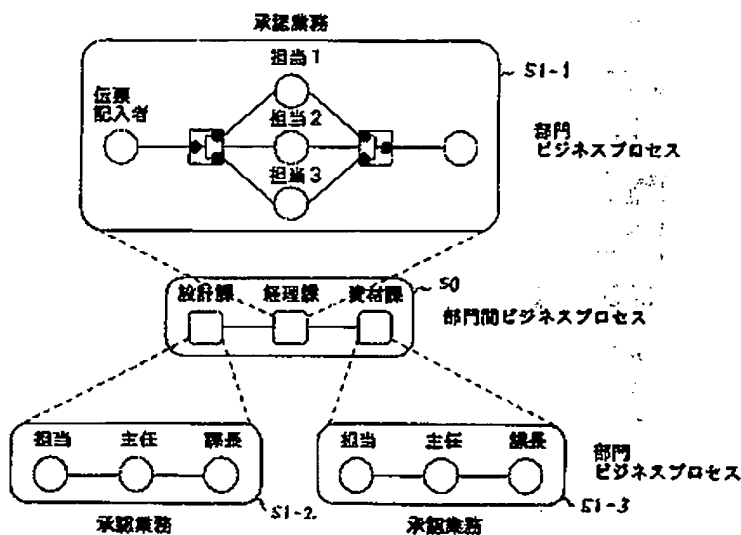 承認業務
担当1
S1-1
伝票
記入者
担当2
部門
ビジネスプロセス
担当3
S0
設計課 経理課 資材課
部門間ビジネスプロセス
担当 主任 課長
担当 主任 課長
部門
ビジネスプロセス
S1-2
S1-3
承認業務
承認業務